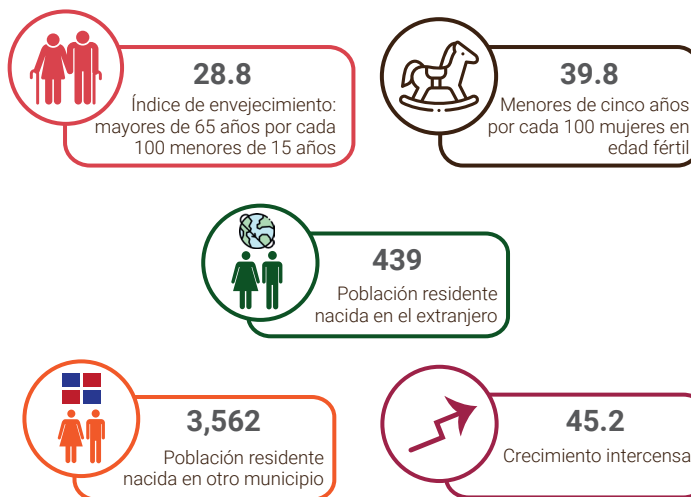 28.8
Índice de envejecimiento:
mayores de 65 años por cada
100 menores de 15 años
39.8
Menores de cinco años
por cada 100 mujeres en
edad fértil
439
Población residente
nacida en el extranjero
3,562
Población residente
nacida en otro municipio
45.2
Crecimiento intercensa